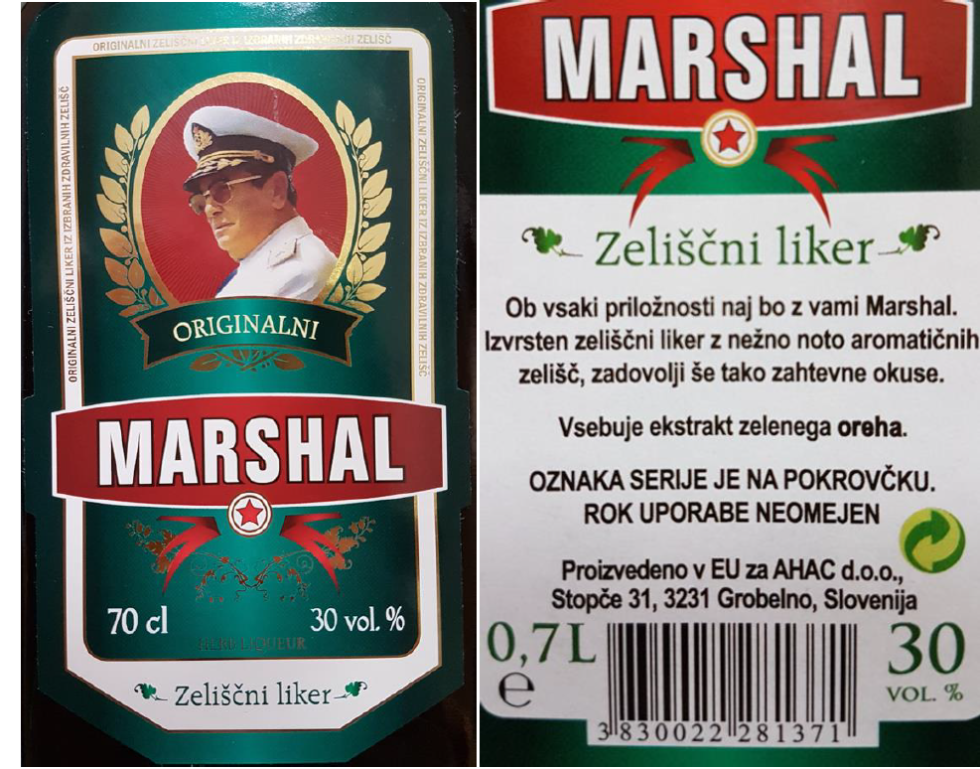 ORIGINALNI ZELIŠČNI LIKER IZ IZBRANIH ZDRAVILNIH ZELIŠČ
ORIGINALNI ZELIŠČNI LIKER IZ IZBRANIH ZDRAVILNIH ZELIŠČ
ORIGINALNI ZELIŠČNI LIKER IZ IZBRANIH ZDRAVILNIH ZELIŠČ
ORIGINALNI
MARSHAL
70 cl
30 vol. %
HERB LIQUEUR
Zeliščni liker
MARSHAL
Zeliščni liker
Ob vsaki priložnosti naj bo z vami Marshal.
Izvrsten zeliščni liker z nežno noto aromatičnih
zelišč, zadovolji še tako zahtevne okuse.
Vsebuje ekstrakt zelenega oreha.
OZNAKA SERIJE JE NA POKROVČKU.
ROK UPORABE NEOMEJEN
Proizvedeno v EU za AHAC d.o.o.,
Stopče 31, 3231 Grobelno, Slovenija
0,7L
℮
30
VOL. %
3 830022 281371